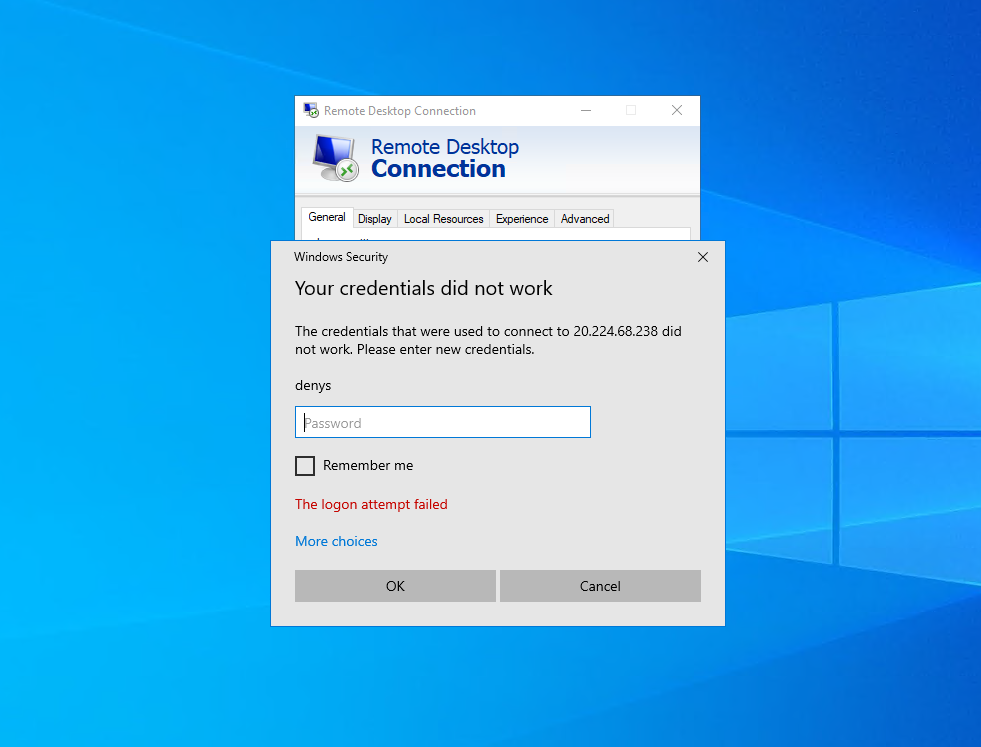 Remote Desktop Connection
Remote Desktop
Connection
General Display Local Resources Experience Advanced
Windows Security
Your credentials did not work
The credentials that were used to connect to 20.224.68.238 did
not work. Please enter new credentials.
denys
Password
Remember me
The logon attempt failed
More choices
OK Cancel